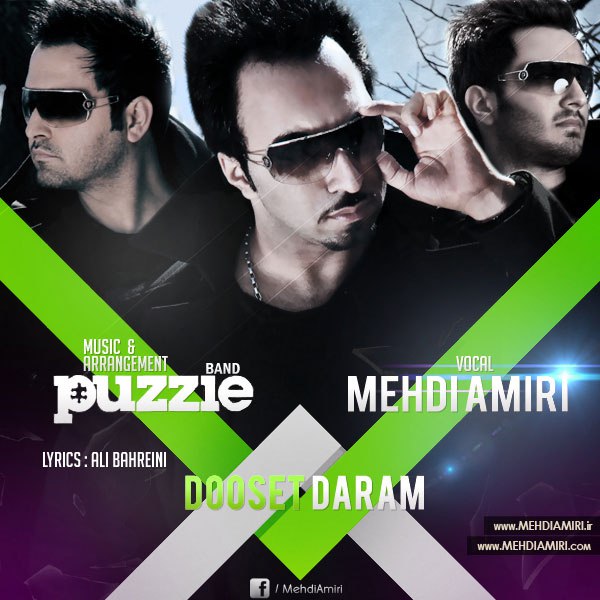 MUSIC &
ARRANGEMENT
puzzle
BAND
VOCAL
MEHDI AMIRI
LYRICS : ALI BAHREINI
DOOSET DARAM
www.MEHDIAMIRI.ir
www.MEHDIAMIRI.com
f / MehdiAmiri